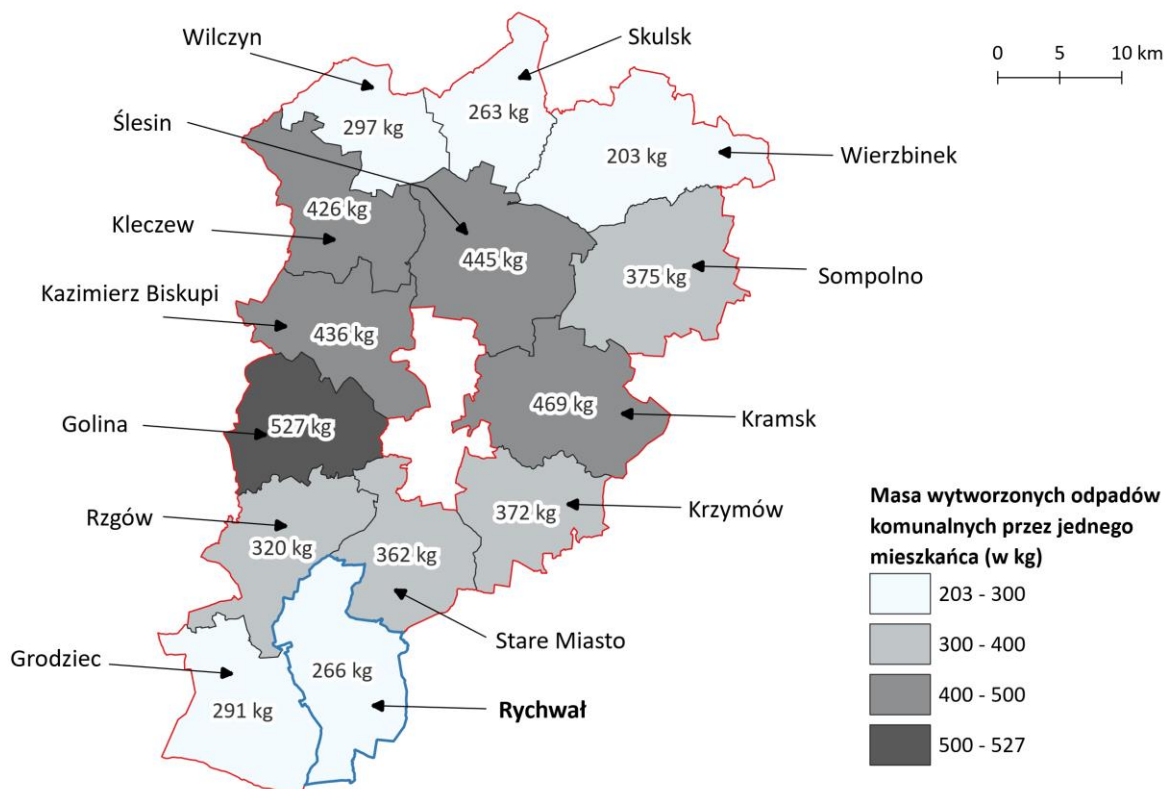 Wilczyn
Skulsk
0 5 10 km
297 kg
263 kg
Ślesin
203 kg
Wierzbinek
426 kg
Kleczew
445 kg
375 kg
Sompolno
Kazimierz Biskupi
436 kg
469 kg
Kramsk
Golina
527 kg
372 kg
Krzymów
Rzgów
320 kg
362 kg
Stare Miasto
Grodziec
266 kg
291 kg
Rychwał
Masa wytworzonych odpadów
komunalnych przez jednego
mieszkańca (w kg)
203 - 300
300 - 400
400 - 500
500 - 527